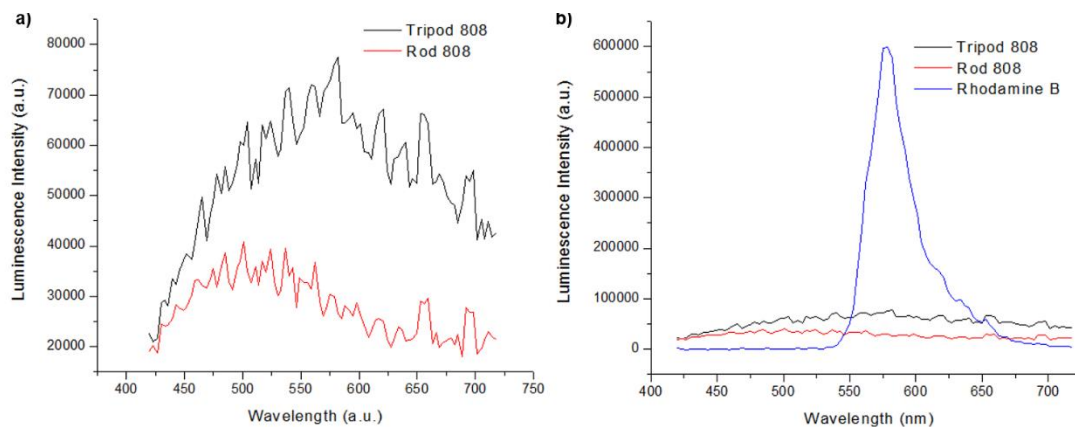 a)
Tripod 808
Rod 808
Luminescence Intensity (a.u.)
80000
70000
60000
50000
40000
30000
20000
400
450
500
550
600
650
700
750
Wavelength (a.u.)
b)
Tripod 808
Rod 808
Rhodamine B
Luminescence Intensity (a.u.)
600000
500000
400000
300000
200000
100000
0
400
450
500
550
600
650
700
Wavelength (nm)